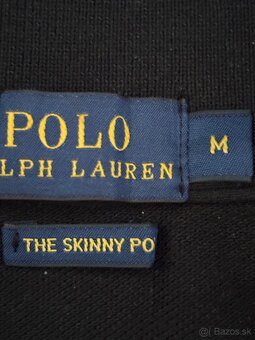 POLO
LPH LAUREN
M
THE SKINNY PO
Bazos.sk